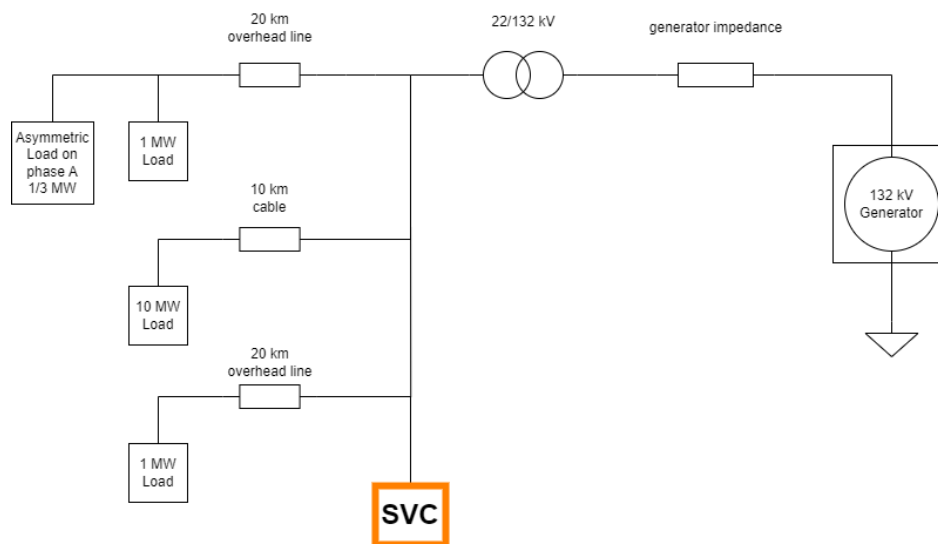 20 km
overhead line
22/132 kV
generator impedance
Asymmetric
Load on
phase A
1/3 MW
1 MW
Load
10 km
cable
132 kV
Generator
10 MW
Load
20 km
overhead line
1 MW
Load
SVC